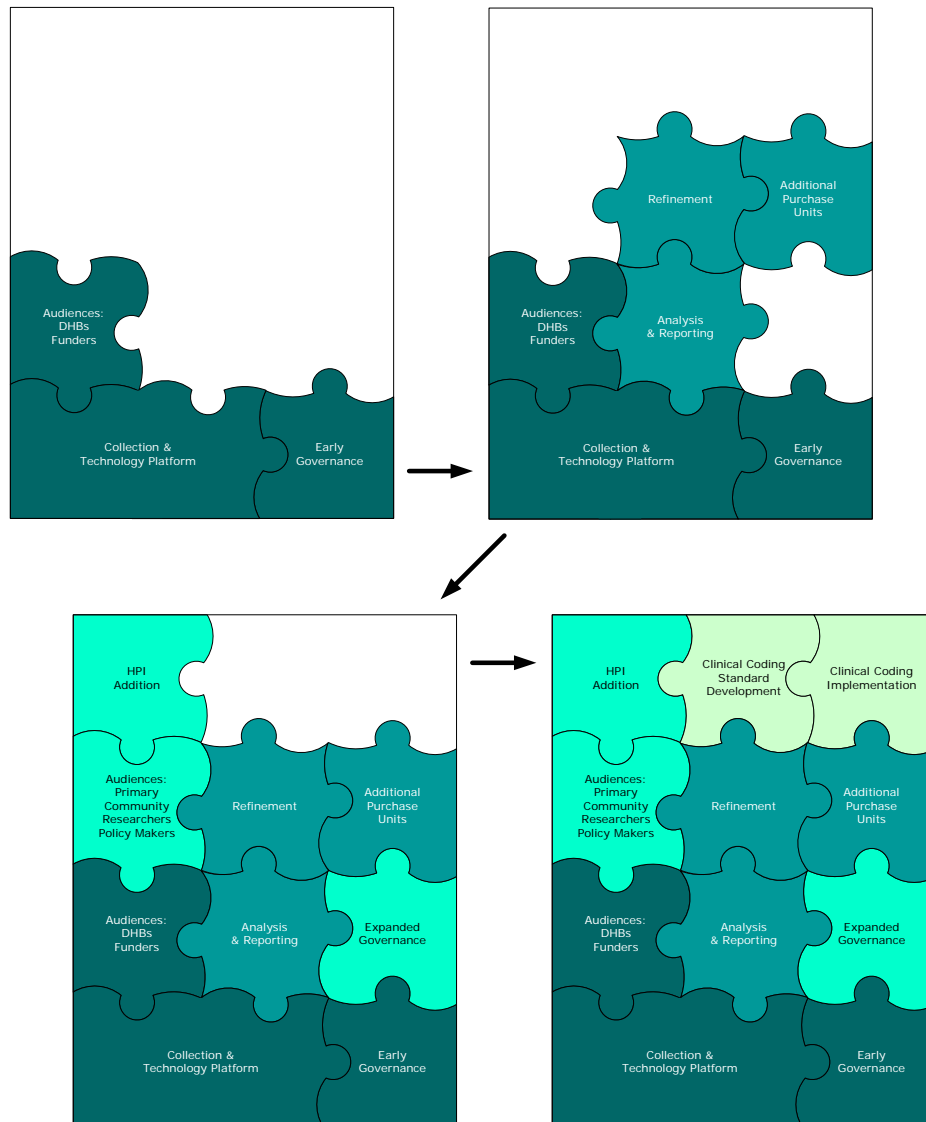 Audiences:
DHBs
Funders
Collection &
Technology Platform
Early
Governance
Refinement
Additional
Purchase
Units
Audiences:
DHBs
Funders
Analysis
& Reporting
Collection &
Technology Platform
Early
Governance
HPI
Addition
Audiences:
Primary
Community
Researchers
Policy Makers
Refinement
Additional
Purchase
Units
Audiences:
DHBs
Funders
Analysis
& Reporting
Expanded
Governance
Collection &
Technology Platform
Early
Governance
HPI
Addition
Clinical Coding
Standard
Development
Clinical Coding
Implementation
Audiences:
Primary
Community
Researchers
Policy Makers
Refinement
Additional
Purchase
Units
Audiences:
DHBs
Funders
Analysis
& Reporting
Expanded
Governance
Collection &
Technology Platform
Early
Governance